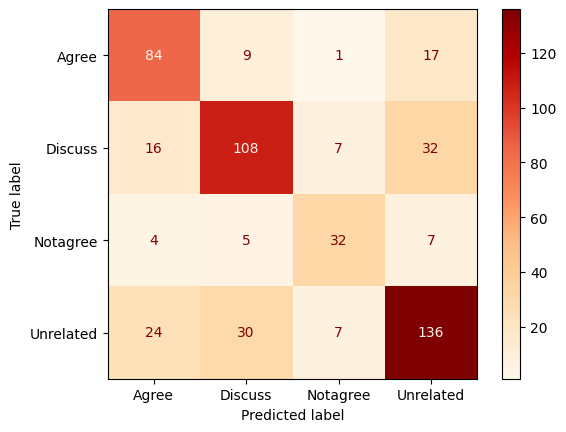 Agree 84 9 1 17
Discuss 16 108 7 32
Notagree 4 5 32 7
Unrelated 24 30 7 136
Agree Discuss Notagree Unrelated
Predicted label
True label
120
100
80
60
40
20